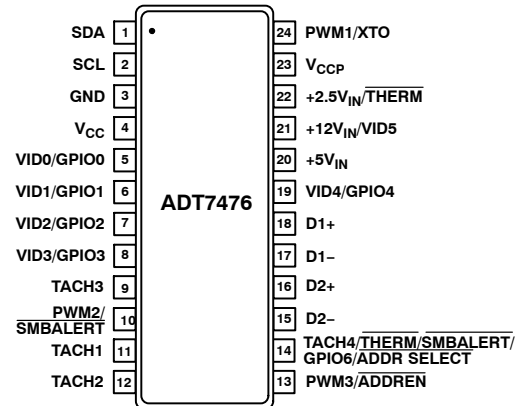 SDA 1
SCL 2
GND 3
VCC 4
VID0/GPIO0 5
VID1/GPIO1 6
VID2/GPIO2 7
VID3/GPIO3 8
TACH3 9
PWM2/
SMBALERT 10
TACH1 11
TACH2 12
ADT7476
24 PWM1/XTO
23 VCCP
22 +2.5VIN/THERM
21 +12VIN/VID5
20 +5VIN
19 VID4/GPIO4
18 D1+
17 D1−
16 D2+
15 D2−
14 TACH4/THERM/SMBALERT/
GPIO6/ADDR SELECT
13 PWM3/ADDREN